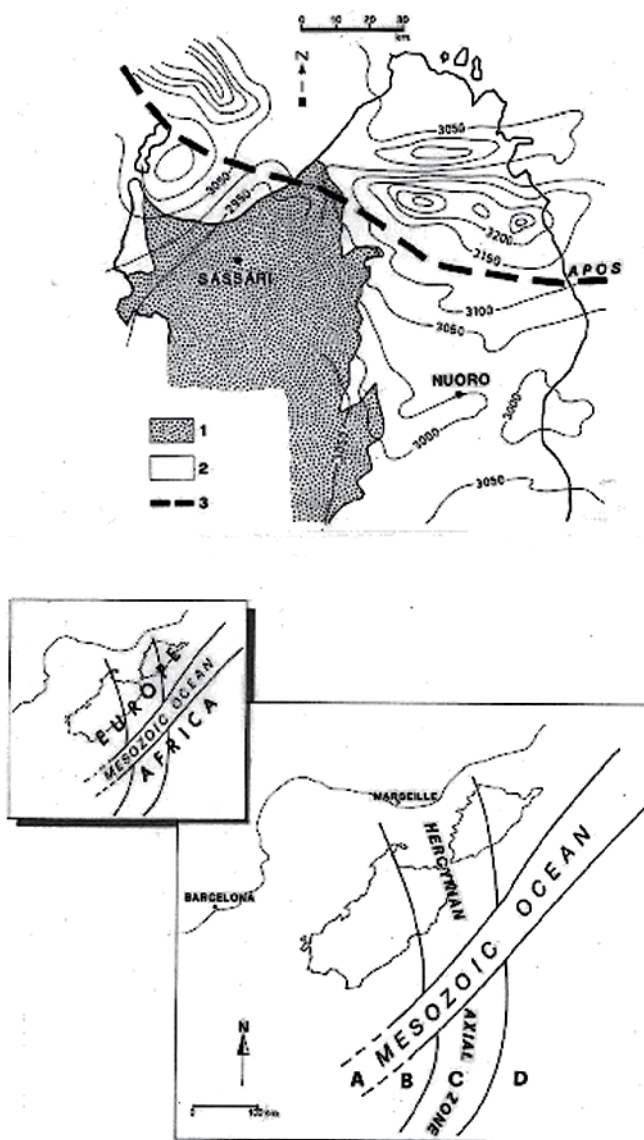 0 10 20 30
km.
N
3050
3050
2950
3200
3150
SASSARI
APOS
3100
3050
NUORO
3000
3000
3050
1
2
3
EUROPE
MESOZOIC OCEAN
AFRICA
MARSEILLE
HERCYNIAN
BARCELONA
MESOZOIC OCEAN
N
AXIAL
ZONE
A B C D
0 100 km